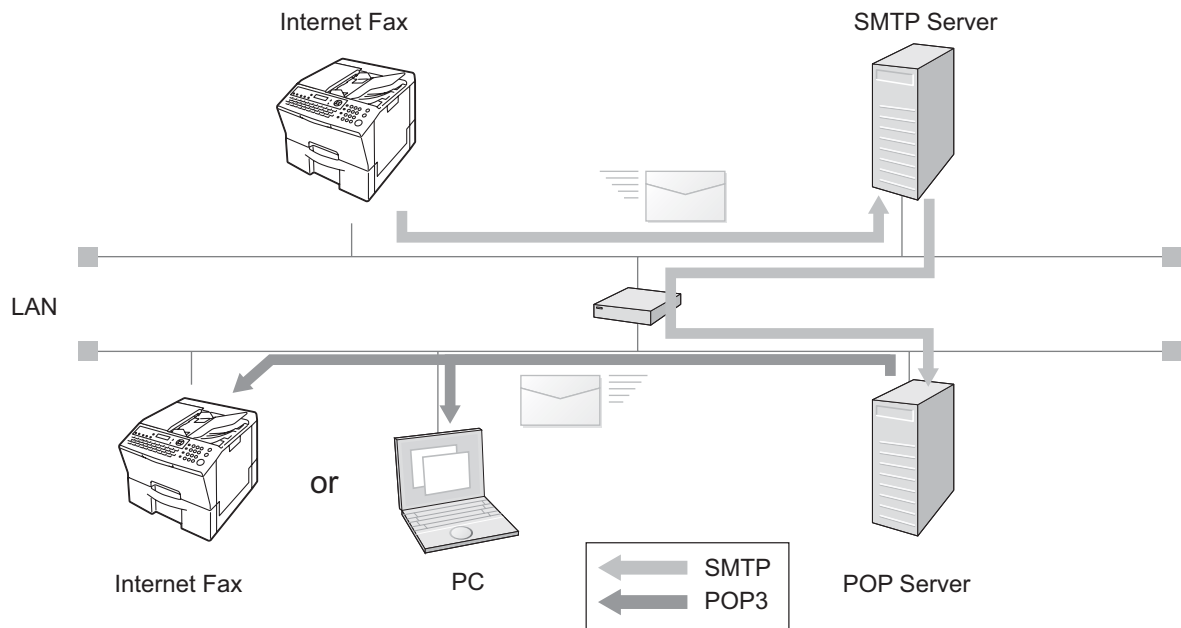 Internet Fax
SMTP Server
LAN
or
Internet Fax
PC
SMTP
POP3
POP Server